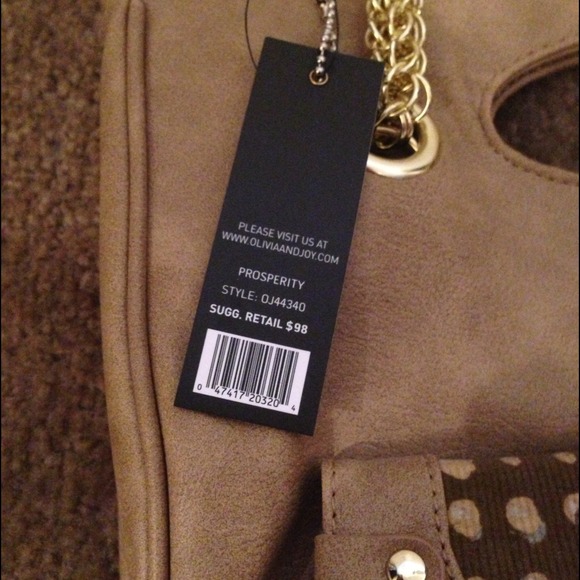 PLEASE VISIT US AT
WWW.OLIVIAANDJOY.COM
PROSPERITY
STYLE: OJ44340
SUGG. RETAIL $98
0 47417 20320 4